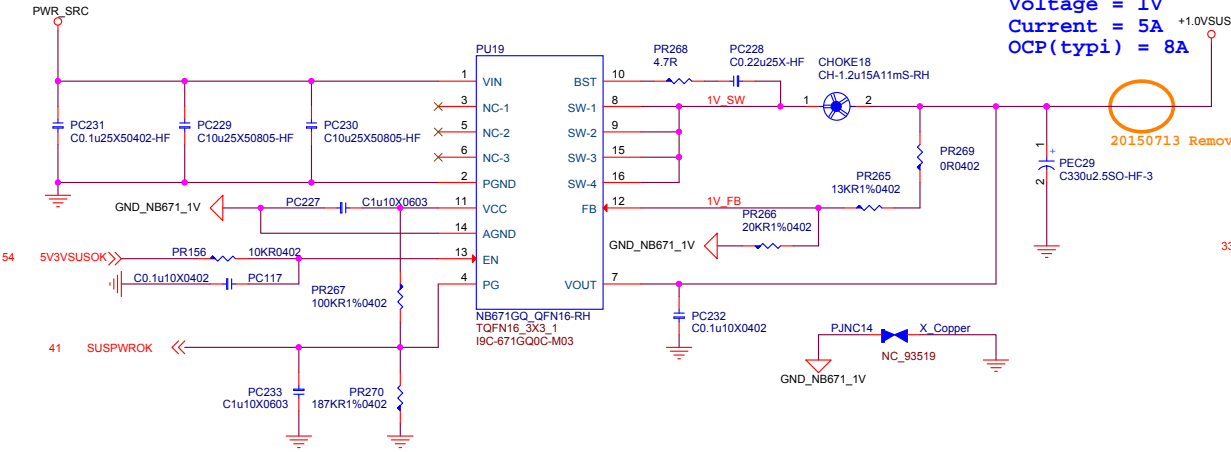 Voltage = 1V
Current = 5A
OCP(typi) = 8A
+1.0VSUS
PWR_SRC
PU19
PR268
4.7R
PC228
C0.22u25X-HF
CHOKE18
CH-1.2u15A11mS-RH
1 VIN
3 NC-1
5 NC-2
6 NC-3
2 PGND
11 VCC
14 AGND
13 EN
4 PG
BST 10
SW-1 8
SW-2 9
SW-3 15
SW-4 16
FB 12
VOUT 7
1V_SW
1 2
PC231
C0.1u25X50402-HF
PC229
C10u25X50805-HF
PC230
C10u25X50805-HF
20150713 Remov
PR269
0R0402
1
+
2
PEC29
C330u2.5SO-HF-3
PR265
13KR1%0402
1V_FB
PR266
20KR1%0402
GND_NB671_1V
GND_NB671_1V
PC227
C1u10X0603
54
5V3VSUSOK
PR156
10KR0402
C0.1u10X0402
PC117
PR267
100KR1%0402
33
NB671GQ_QFN16-RH
TQFN16_3X3_1
I9C-671GQ0C-M03
PC232
C0.1u10X0402
PJNC14
X_Copper
NC_93519
GND_NB671_1V
41
SUSPWROK
PC233
C1u10X0603
PR270
187KR1%0402